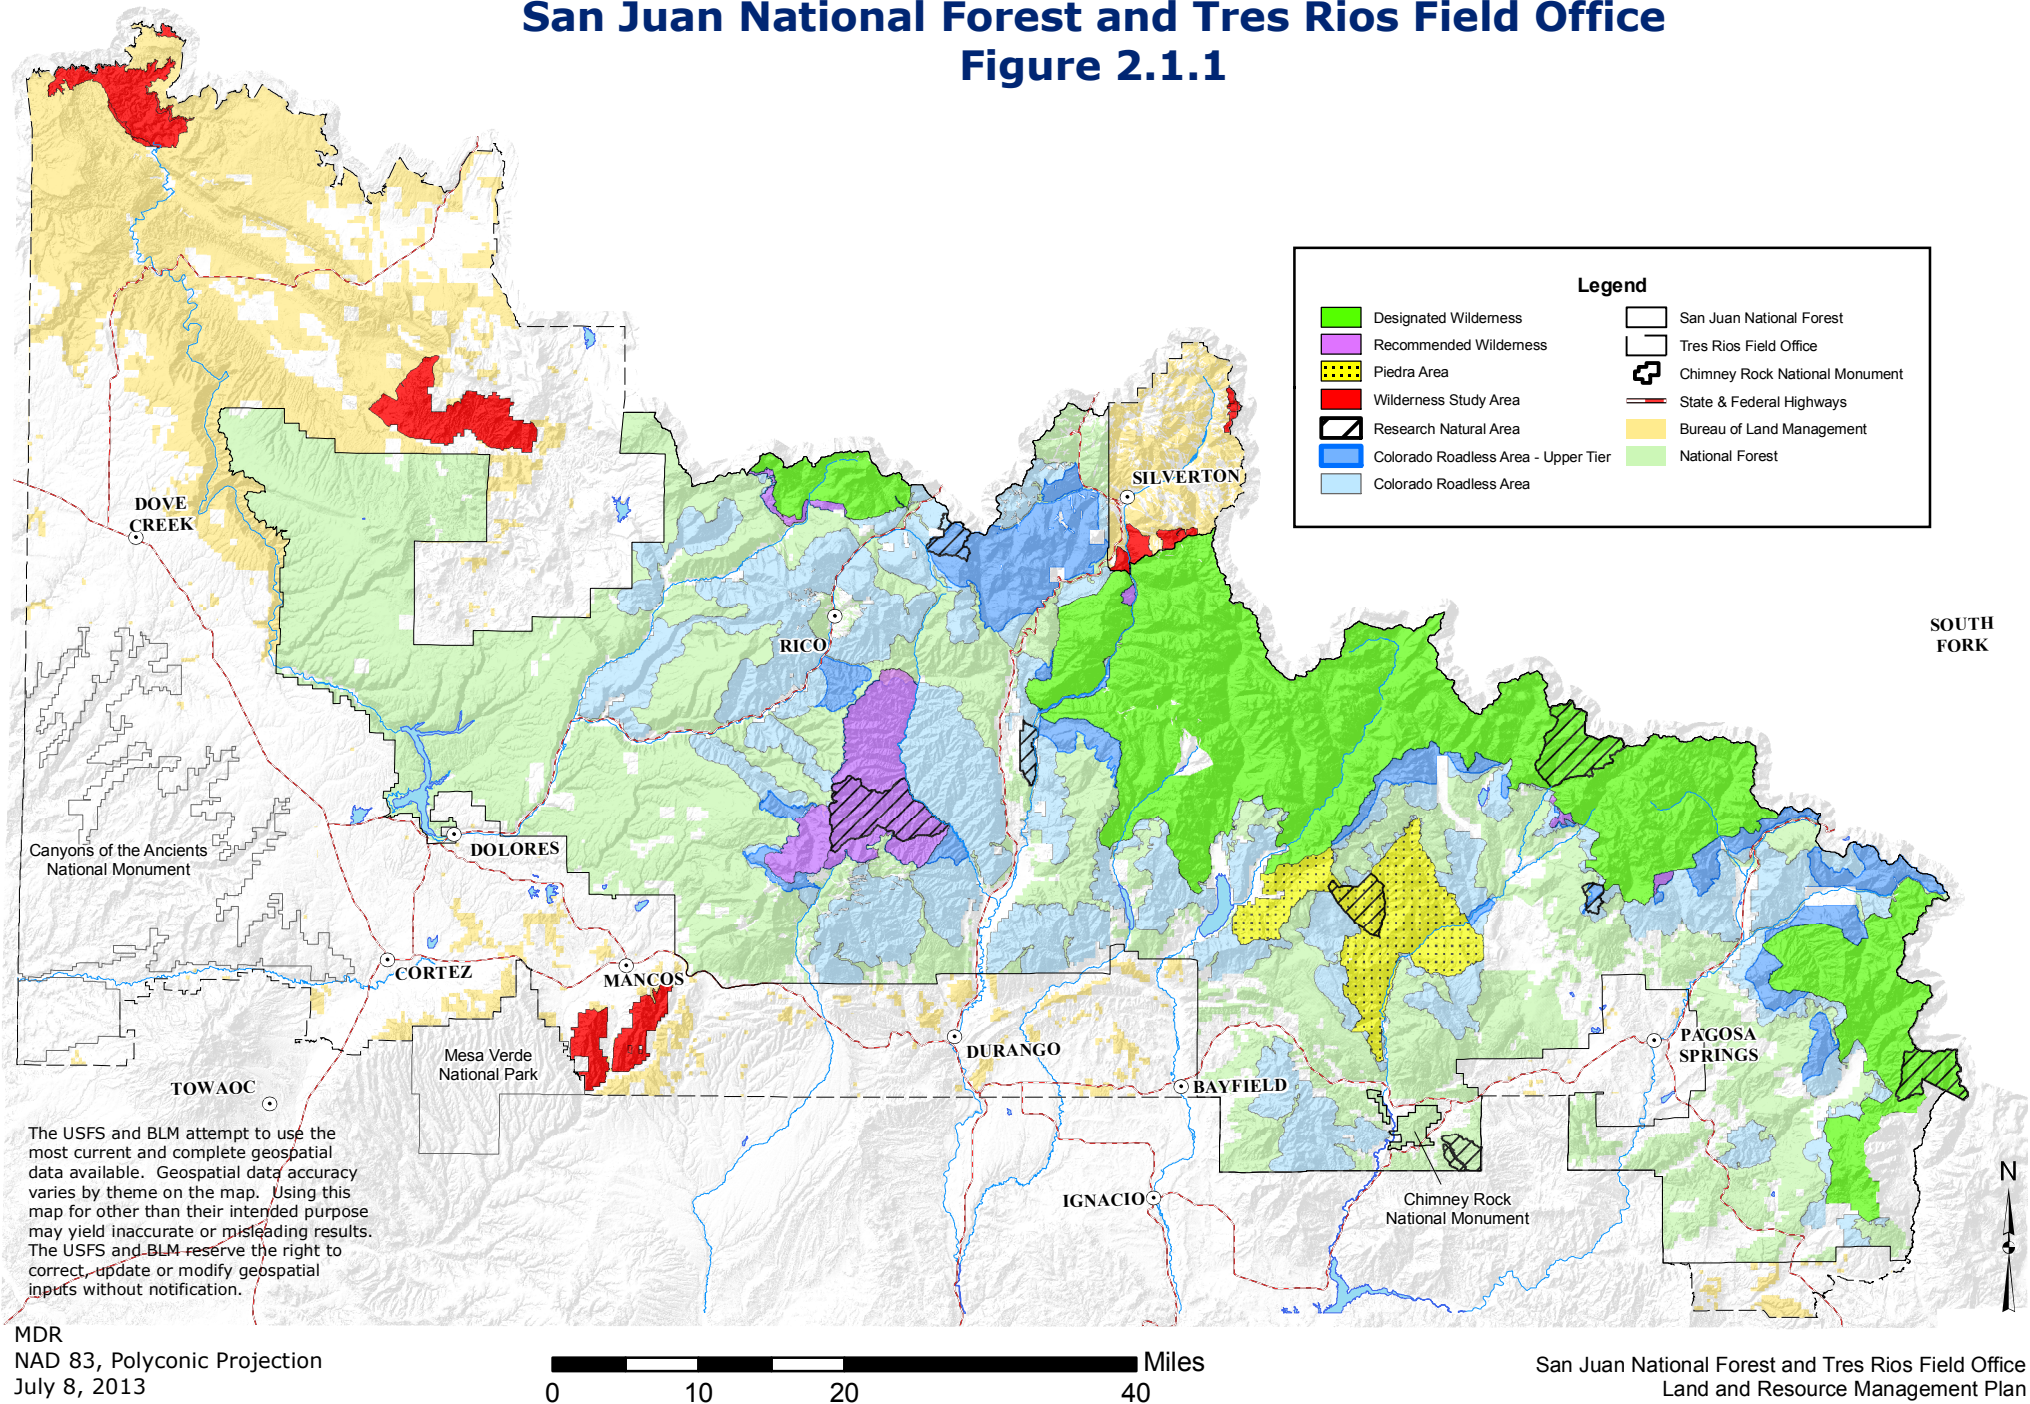 San Juan National Forest and Tres Rios Field Office
Figure 2.1.1
Legend
Designated Wilderness
Recommended Wilderness
Piedra Area
Wilderness Study Area
Research Natural Area
Colorado Roadless Area - Upper Tier
Colorado Roadless Area
San Juan National Forest
Tres Rios Field Office
Chimney Rock National Monument
State & Federal Highways
Bureau of Land Management
National Forest
SILVERTON
DOVE
CREEK
RICO
SOUTH
FORK
DOLORES
Canyons of the Ancients
National Monument
CORTEZ
MANCOS
DURANGO
PAGOSA
SPRINGS
Mesa Verde
National Park
TOWAOC
BAYFIELD
IGNACIO
Chimney Rock
National Monument
The USFS and BLM attempt to use the
most current and complete geospatial
data available.  Geospatial data accuracy
varies by theme on the map.  Using this
map for other than their intended purpose
may yield inaccurate or misleading results.
The USFS and BLM reserve the right to
correct, update or modify geospatial
inputs without notification.
N
MDR
NAD 83, Polyconic Projection
July 8, 2013
Miles
0 10 20 40
San Juan National Forest and Tres Rios Field Office
Land and Resource Management Plan